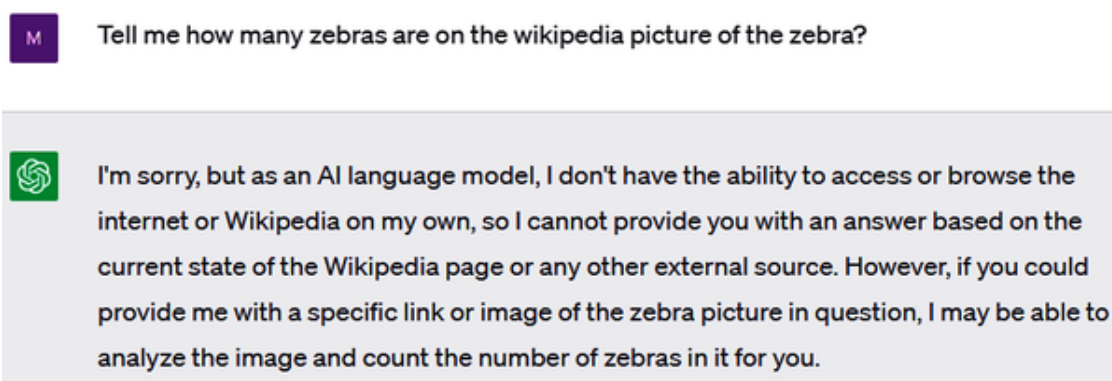 M
Tell me how many zebras are on the wikipedia picture of the zebra?
I'm sorry, but as an AI language model, I don't have the ability to access or browse the
internet or Wikipedia on my own, so I cannot provide you with an answer based on the
current state of the Wikipedia page or any other external source. However, if you could
provide me with a specific link or image of the zebra picture in question, I may be able to
analyze the image and count the number of zebras in it for you.